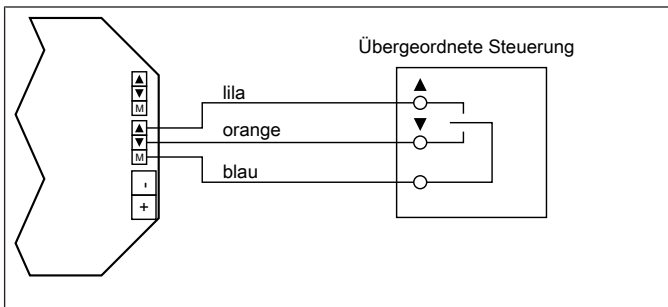 Übergeordnete Steuerung
▲
▼
M
▲
▼
M
-
+
lila
orange
blau
▲
▼